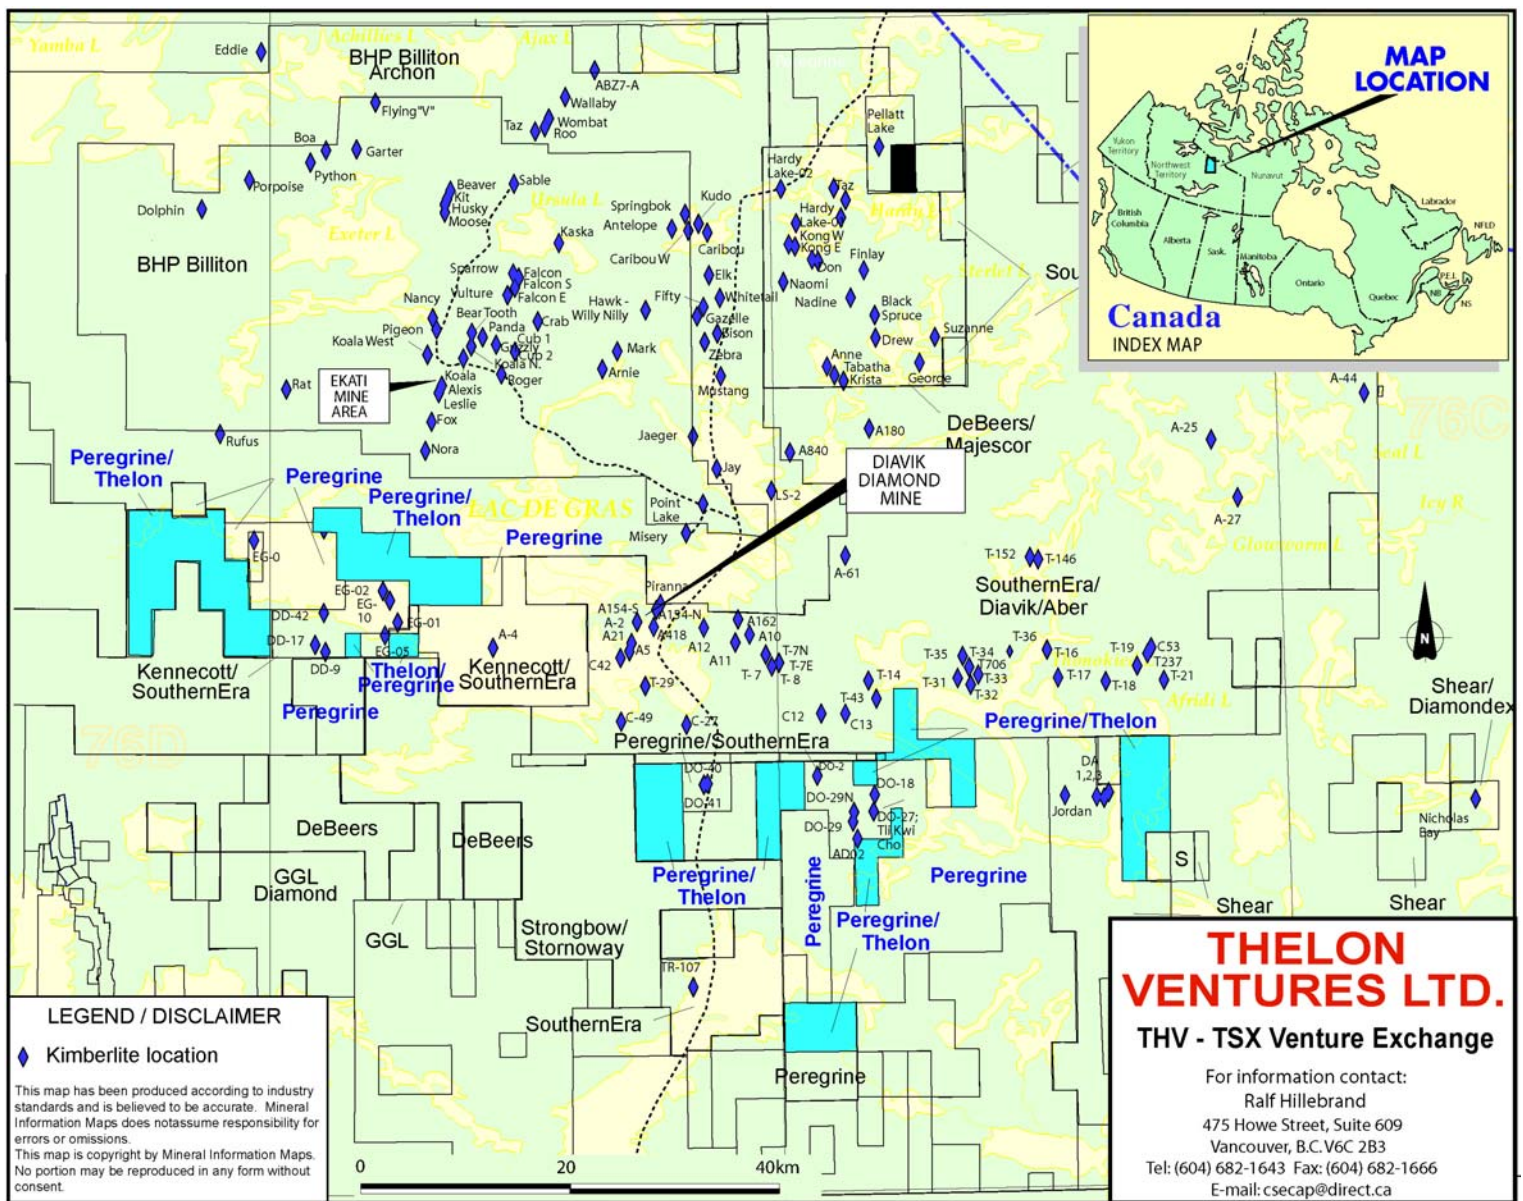 Yamba L
Achillies L
Ajax L
Eddie
BHP Billiton
Archon
ABZ7-A
Wallaby
Flying"V"
Wombat
Roo
Taz
Boa
Garter
Python
Porpoise
Dolphin
Exeter L
BHP Billiton
Beaver
Kit
Husky
Moose
Sable
Ursula L
Kaska
Springbok
Kudo
Antelope
Caribou
Caribou W
Elk
Fifty
Whitetail
Gazelle
Bison
Zebra
Mustang
Hawk -
Willy Nilly
Mark
Arnie
Sparrow
Falcon
Falcon S
Falcon E
Vulture
Nancy
Bear Tooth
Panda
Crab
Cub 1
Grizzly
Cub 2
Koala N.
Pigeon
Koala West
Koala
Alexis
Leslie
Roger
Fox
Nora
Rat
Rufus
EKATI
MINE
AREA
Pellatt
Lake
Hardy
Lake-02
Taz
Hardy L
Hardy
Lake-0
Kong W
Kong E
Don
Finlay
Naomi
Nadine
Black
Spruce
Suzanne
Drew
Anne
Tabatha
Krista
George
Sterlet L
Sou
DeBeers/
Majescor
A180
A840
DIAVIK
DIAMOND
MINE
Jaeger
Jay
LS-2
Point
Lake
Misery
LAC DE GRAS
A-44
76C
A-25
Seal L
A-27
Icy R
Glowworm L
MAP
LOCATION
Yukon
Territory
Northwest
Territory
Nunavut
British
Columbia
Alberta
Sask.
Manitoba
Ontario
Quebec
Labrador
NFLD
P.E.I.
NB
NS
Canada
INDEX MAP
Peregrine/
Thelon
Peregrine
Peregrine/
Thelon
Peregrine
EG-0
EG-02
EG-
10
EG-01
EG-05
DD-42
DD-17
DD-9
Kennecott/
SouthernEra
Thelon/
Peregrine
Peregrine
A-4
Kennecott/
SouthernEra
76D
Piranna
A154-S
A154-N
A-2
A21
A418
A5
C42
A12
A11
A162
A10
T-7N
T-7E
T- 7
T- 8
T-29
C-49
C-27
A-61
T-152
T-146
SouthernEra/
Diavik/Aber
T-36
T-35
T-34
T706
T-33
T-31
T-32
T-16
T-17
T-18
T-19
C53
T237
T-21
Thonokied
Afridi L
T-14
T-43
C12
C13
Peregrine/SouthernEra
Peregrine/Thelon
Shear/
Diamondex
DO-40
DO-41
DO-2
DO-18
DO-29N
DO-29
DO-27;
Tli Kwi
Cho
AD02
DA
1,2,3
Jordan
Nicholas
Bay
S
Shear
Shear
DeBeers
DeBeers
GGL
Diamond
GGL
Strongbow/
Stornoway
Peregrine/
Thelon
Peregrine
Peregrine
Peregrine/
Thelon
TR-107
SouthernEra
Peregrine
LEGEND / DISCLAIMER
Kimberlite location
This map has been produced according to industry
standards and is believed to be accurate. Mineral
Information Maps does notassume responsibility for
errors or omissions.
This map is copyright by Mineral Information Maps.
No portion may be reproduced in any form without
consent.
0 20 40km
THELON
VENTURES LTD.
THV - TSX Venture Exchange
For information contact:
Ralf Hillebrand
475 Howe Street, Suite 609
Vancouver, B.C. V6C 2B3
Tel: (604) 682-1643 Fax: (604) 682-1666
E-mail: csecap@direct.ca
N